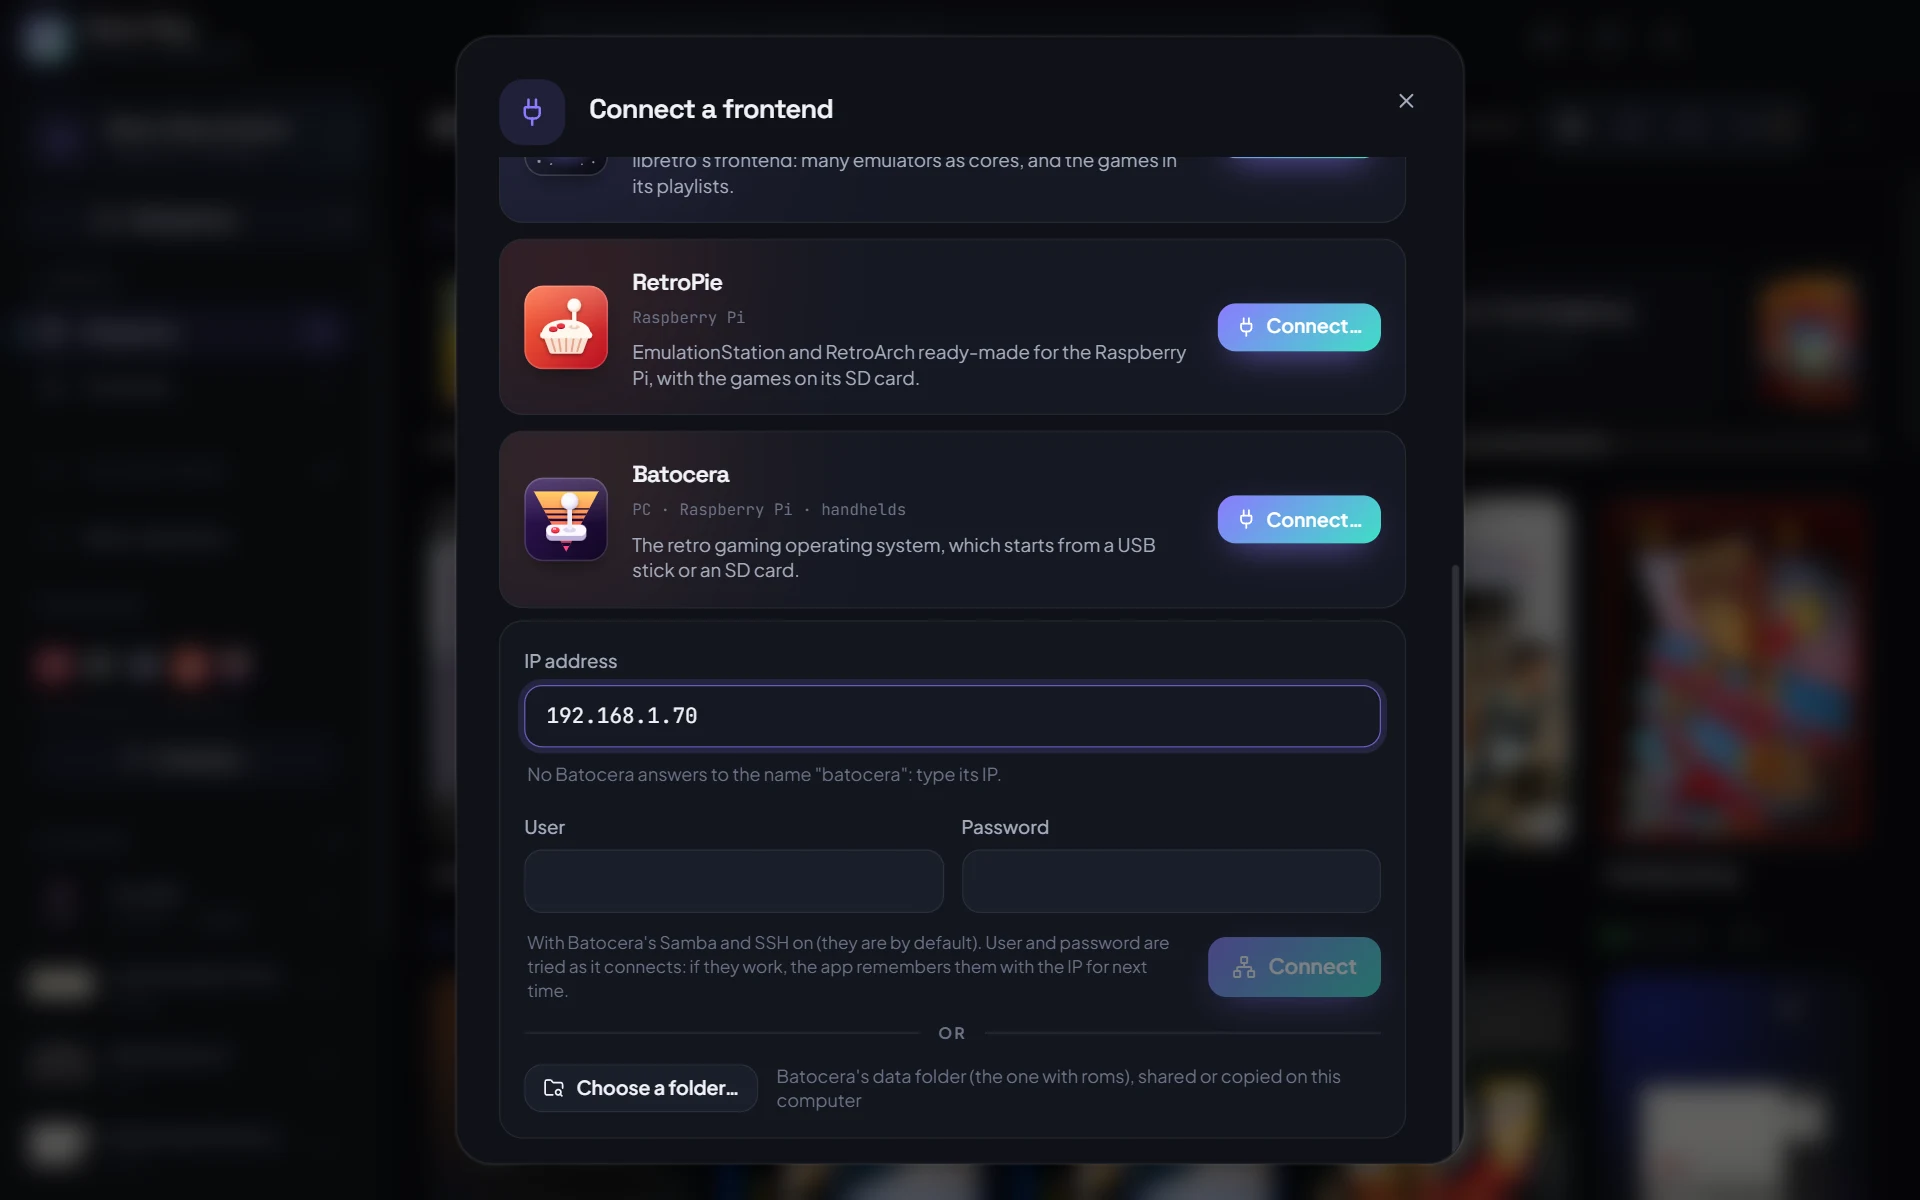 Connect a frontend
libretro's frontend: many emulators as cores, and the games in
its playlists.
RetroPie
Raspberry Pi
EmulationStation and RetroArch ready-made for the Raspberry
Pi, with the games on its SD card.
Connect...
Batocera
PC · Raspberry Pi · handhelds
The retro gaming operating system, which starts from a USB
stick or an SD card.
Connect...
IP address
192.168.1.70
No Batocera answers to the name "batocera": type its IP.
User
Password
With Batocera's Samba and SSH on (they are by default). User and password are
tried as it connects: if they work, the app remembers them with the IP for next
time.
Connect
OR
Choose a folder...
Batocera's data folder (the one with roms), shared or copied on this
computer